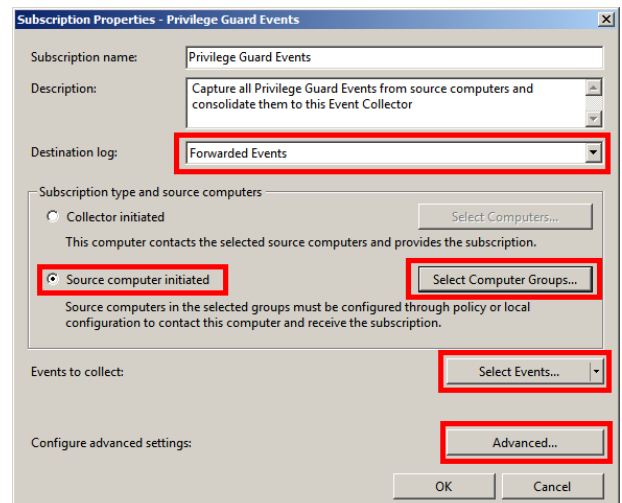 Subscription Properties - Privilege Guard Events
Subscription name:
Privilege Guard Events
Description:
Capture all Privilege Guard Events from source computers and
consolidate them to this Event Collector
Destination log:
Forwarded Events
Subscription type and source computers
Collector initiated
Select Computers...
This computer contacts the selected source computers and provides the subscription.
Source computer initiated
Select Computer Groups...
Source computers in the selected groups must be configured through policy or local
configuration to contact this computer and receive the subscription.
Events to collect:
Select Events...
Configure advanced settings:
Advanced...
OK
Cancel